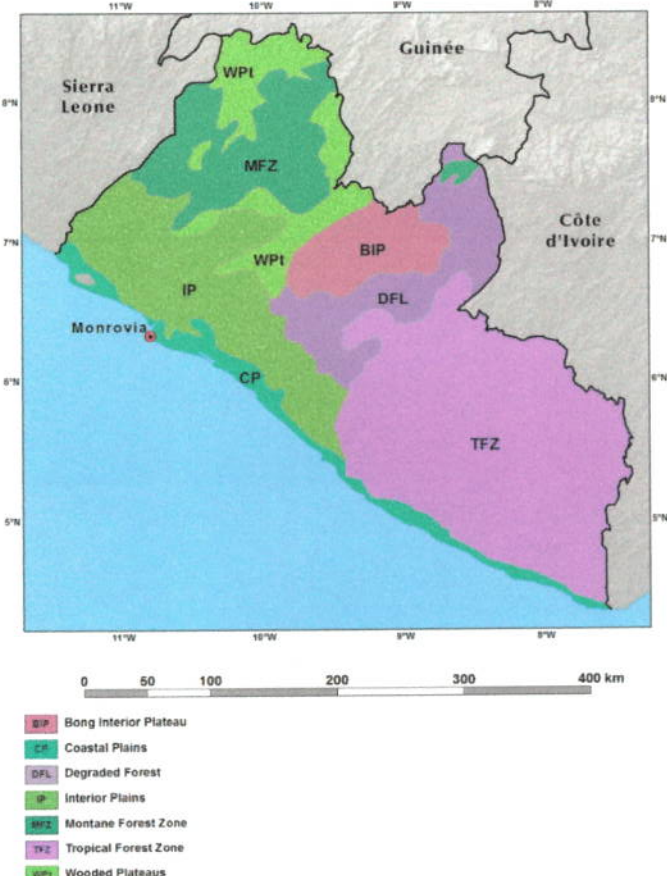 11°W 10°W 9°W 8°W
Guinée
WPt
Sierra
Leone
8°N 8°N
MFZ
Côte
d'Ivoire
7°N 7°N
BIP
WPt
IP
DFL
Monrovia
6°N 6°N
CP
TFZ
5°N 5°N
11°W 10°W 9°W 8°W
0 50 100 200 300 400 km
BIP Bong Interior Plateau
CP Coastal Plains
DFL Degraded Forest
IP Interior Plains
MFZ Montane Forest Zone
TFZ Tropical Forest Zone
WPt Wooded Plateaus